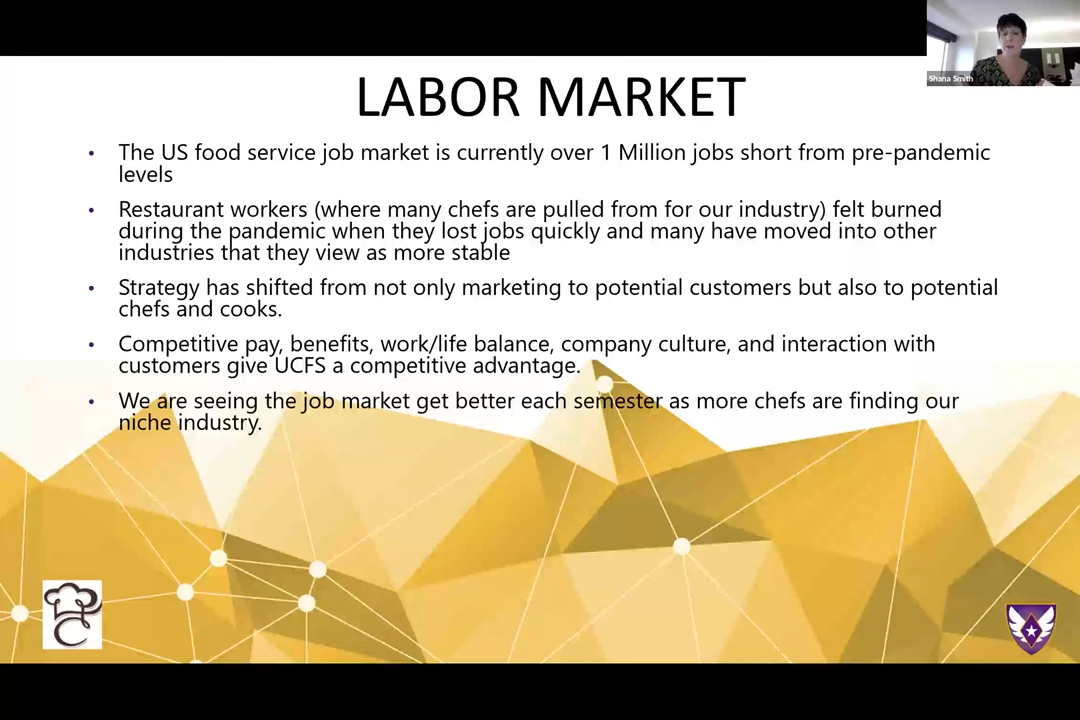 Shana Smith
LABOR MARKET
• The US food service job market is currently over 1 Million jobs short from pre-pandemic
levels
• Restaurant workers (where many chefs are pulled from for our industry) felt burned
during the pandemic when they lost jobs quickly and many have moved into other
industries that they view as more stable
• Strategy has shifted from not only marketing to potential customers but also to potential
chefs and cooks.
• Competitive pay, benefits, work/life balance, company culture, and interaction with
customers give UCFS a competitive advantage.
• We are seeing the job market get better each semester as more chefs are finding our
niche industry.